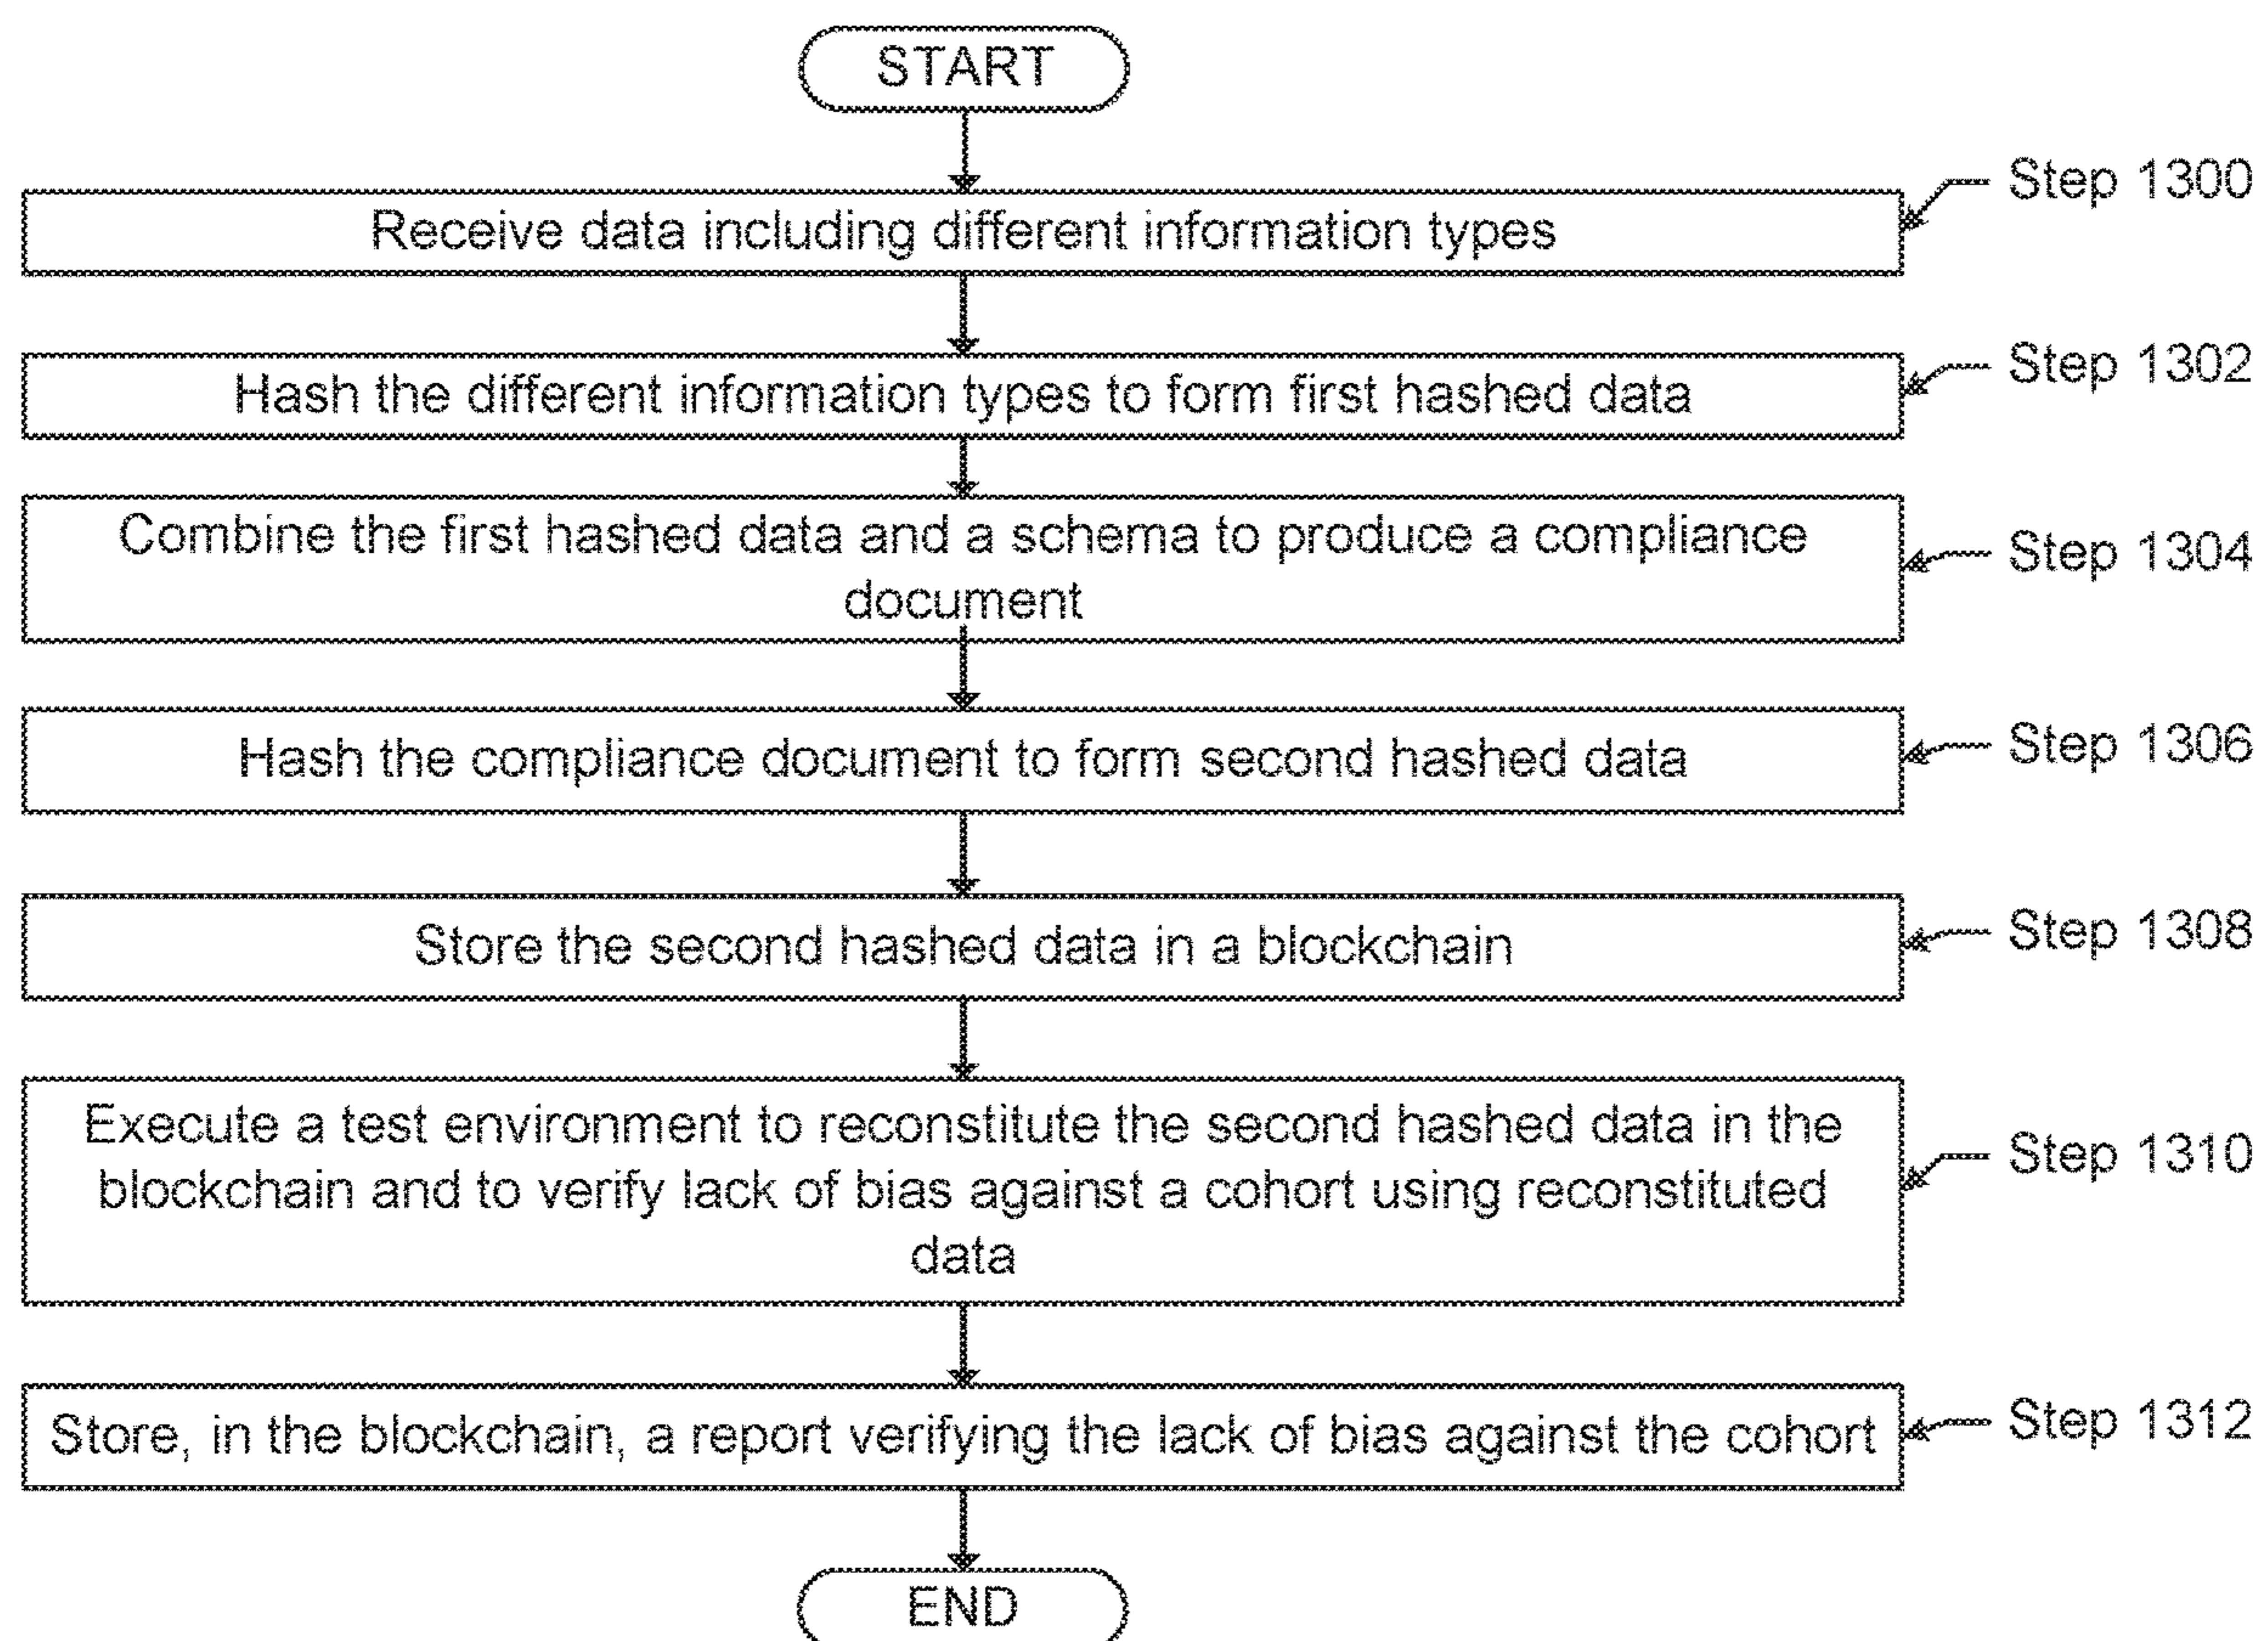 START
Step 1300
Receive data including different information types
Step 1302
Hash the different information types to form first hashed data
Combine the first hashed data and a schema to produce a compliance
document
Step 1304
Hash the compliance document to form second hashed data
Step 1306
Store the second hashed data in a blockchain
Step 1308
Execute a test environment to reconstitute the second hashed data in the
blockchain and to verify lack of bias against a cohort using reconstituted
data
Step 1310
Store, in the blockchain, a report verifying the lack of bias against the cohort
Step 1312
END